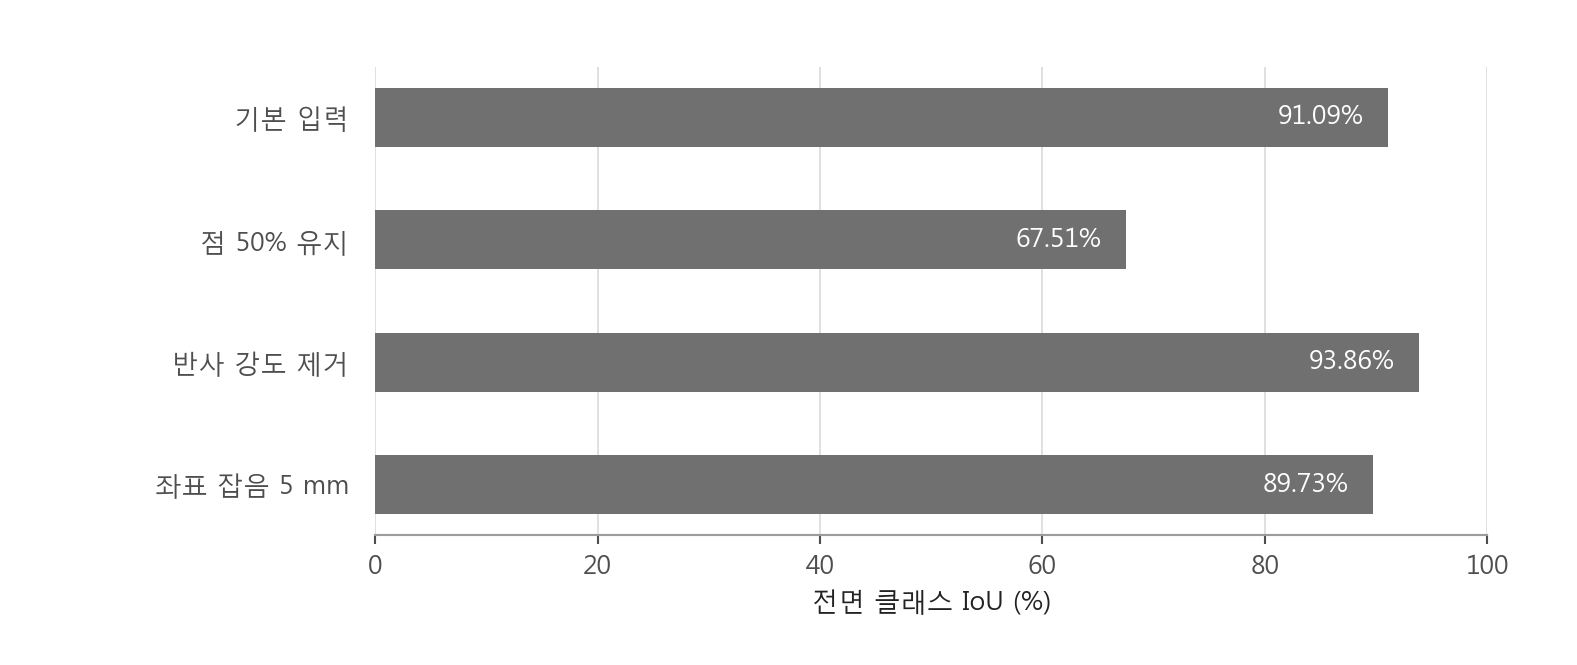 기본 입력
91.09%
점 50% 유지
67.51%
반사 강도 제거
93.86%
좌표 잡음 5 mm
89.73%
0 20 40 60 80 100
전면 클래스 IoU (%)